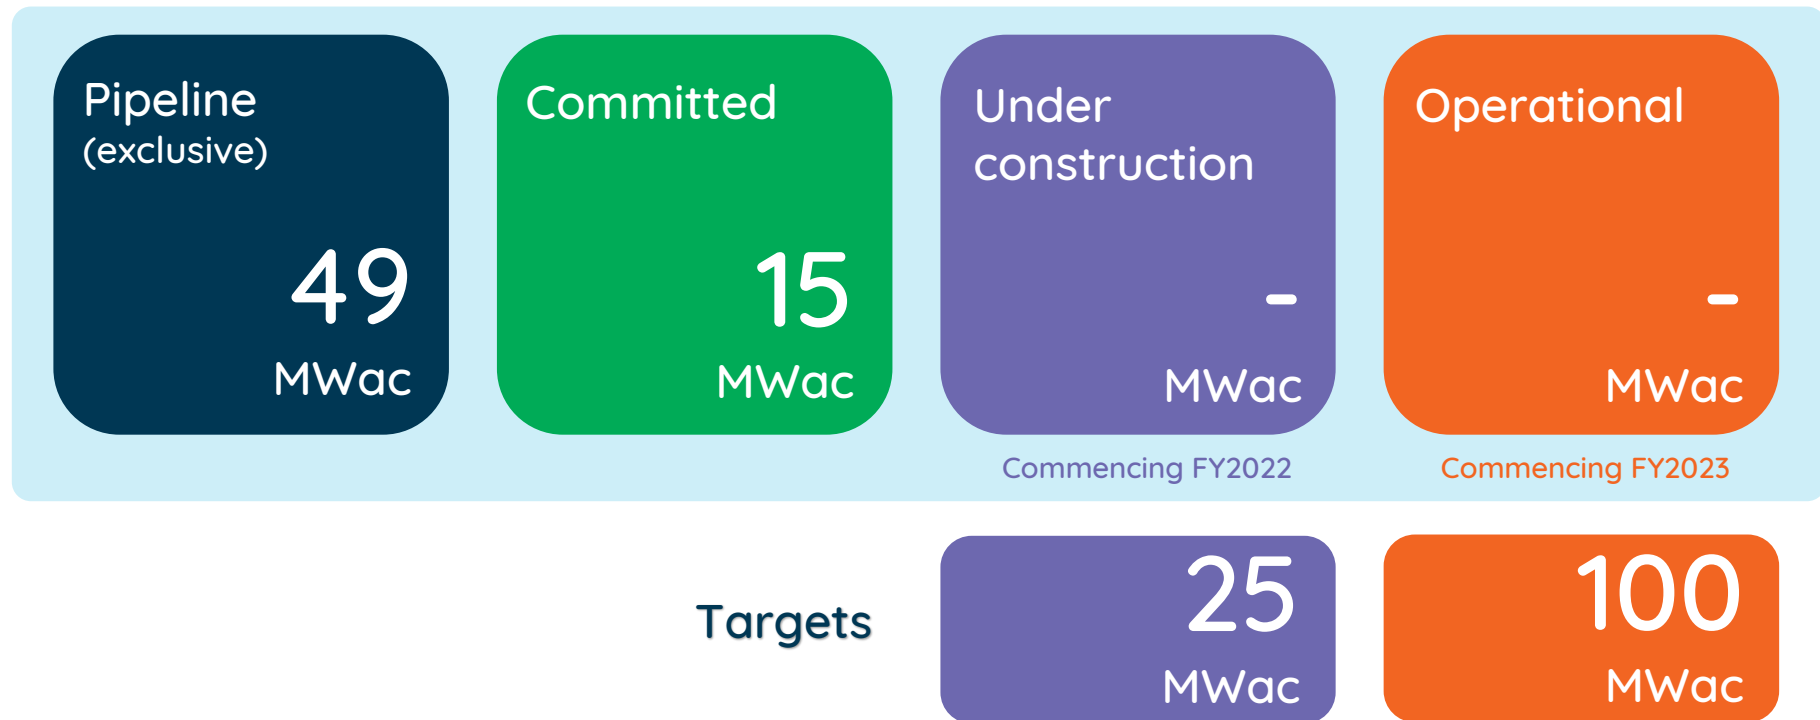 Pipeline
(exclusive)
49
MWac
Committed
15
MWac
Under
construction
-
MWac
Commencing FY2022
Operational
-
MWac
Commencing FY2023
Targets
25
MWac
100
MWac